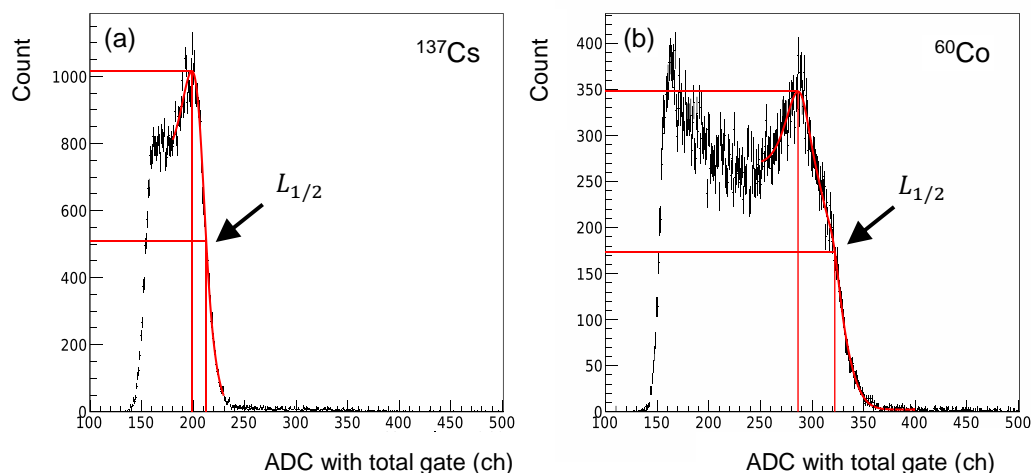 (a)
¹³⁷Cs
Count
1000
800
600
400
200
0
L₁/₂
100 150 200 250 300 350 400 450 500
ADC with total gate (ch)
(b)
⁶⁰Co
Count
400
350
300
250
200
150
100
50
0
L₁/₂
100 150 200 250 300 350 400 450 500
ADC with total gate (ch)